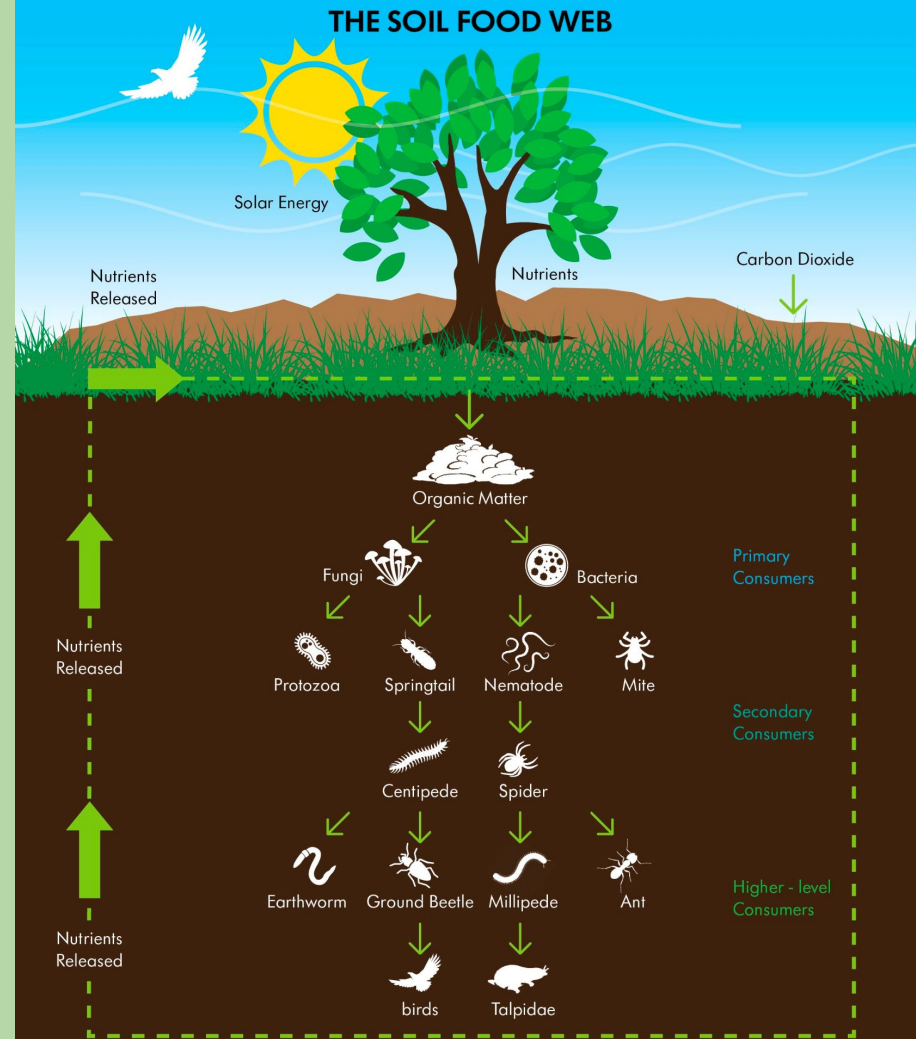 THE SOIL FOOD WEB
Solar Energy
Nutrients
Released
Nutrients
Carbon Dioxide
Organic Matter
Fungi
Bacteria
Primary
Consumers
Nutrients
Released
Protozoa
Springtail
Nematode
Mite
Secondary
Consumers
Centipede
Spider
Earthworm
Ground Beetle
Millipede
Ant
Higher - level
Consumers
Nutrients
Released
birds
Talpidae